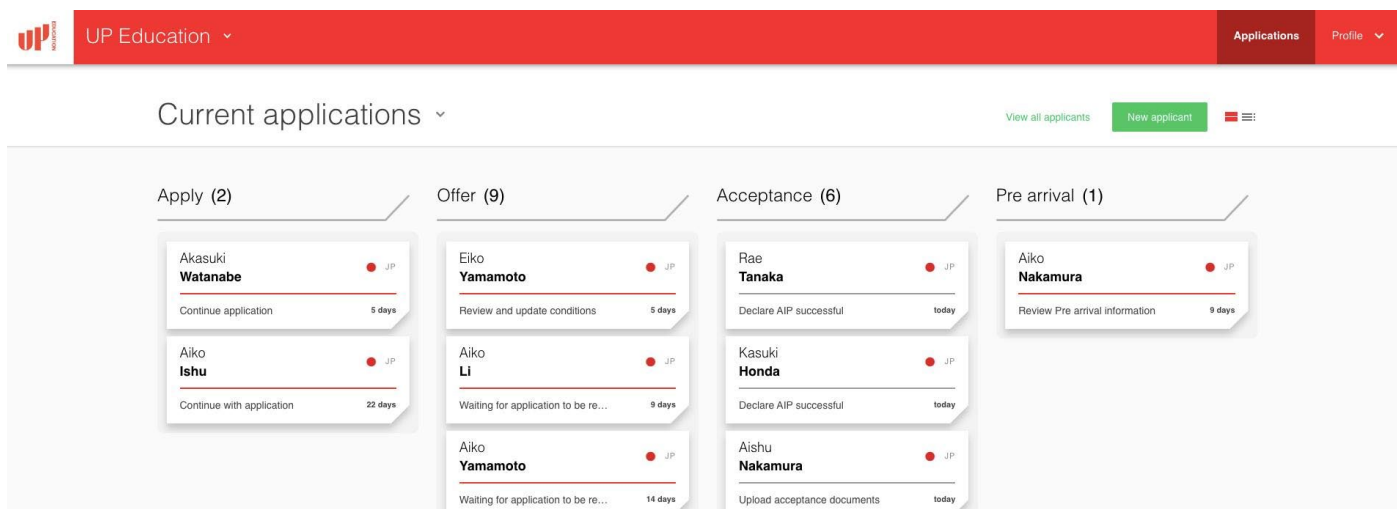 UP EDUCATION
UP Education
Applications
Profile
Current applications
View all applicants
New applicant
Apply (2)
Offer (9)
Acceptance (6)
Pre arrival (1)
Akasuki
Watanabe
JP
Continue application
5 days
Aiko
Ishu
JP
Continue with application
22 days
Eiko
Yamamoto
JP
Review and update conditions
5 days
Aiko
Li
JP
Waiting for application to be re...
9 days
Aiko
Yamamoto
JP
Waiting for application to be re...
14 days
Rae
Tanaka
JP
Declare AIP successful
today
Kasuki
Honda
JP
Declare AIP successful
today
Aishu
Nakamura
JP
Upload acceptance documents
today
Aiko
Nakamura
JP
Review Pre arrival information
9 days